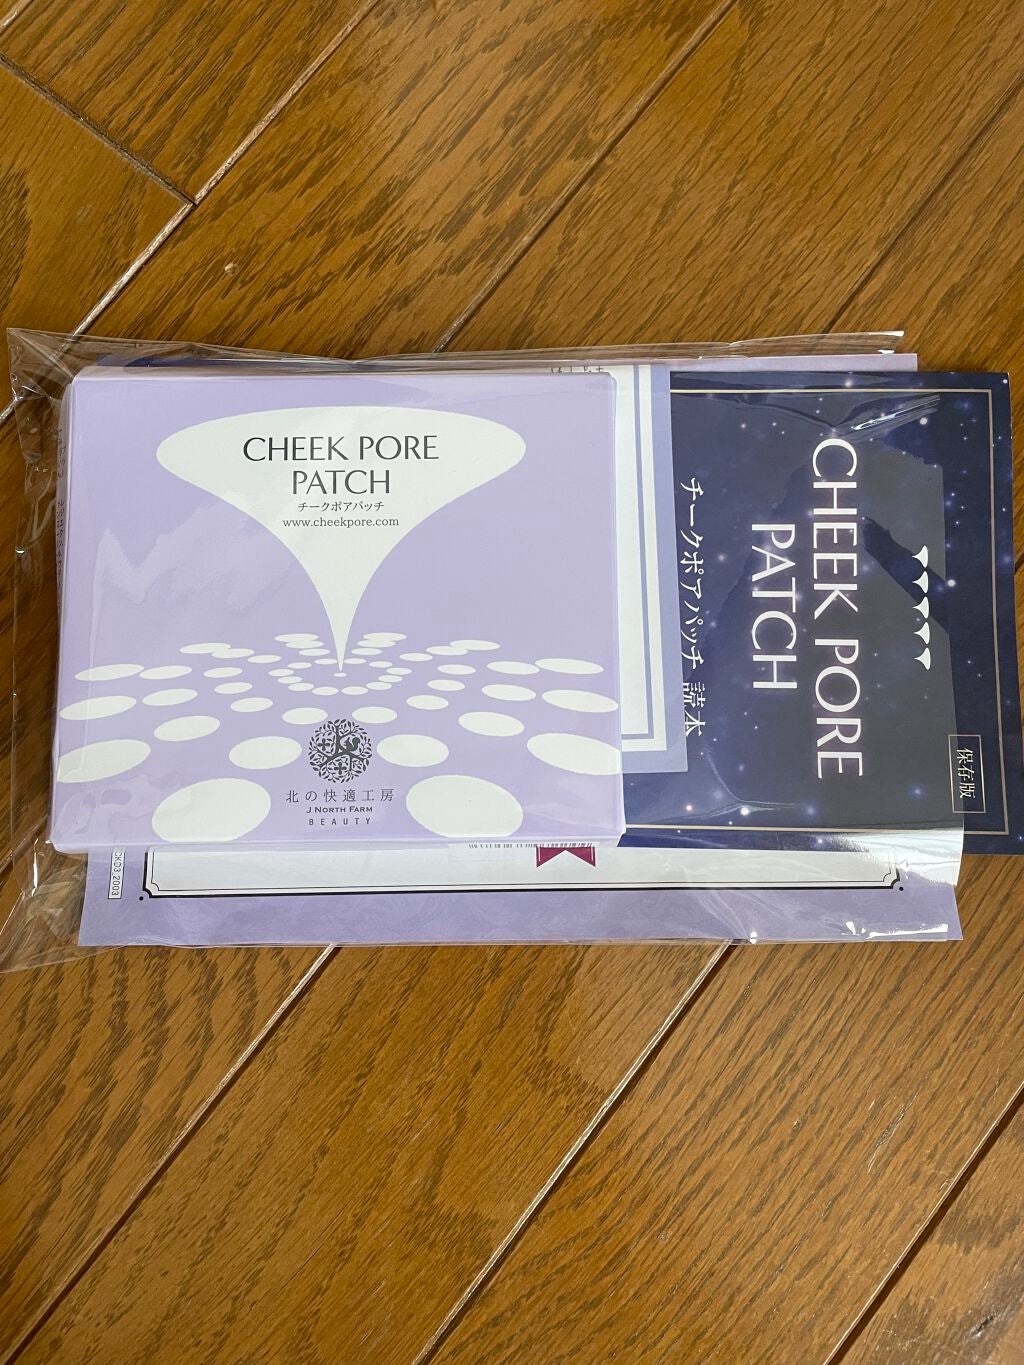 CHEEK PORE
PATCH
チークポアパッチ
www.cheekpore.com
北の快適工房
J NORTH FARM
BEAUTY
CHEEK PORE
PATCH
チークポアパッチ 読本
保存版
2003